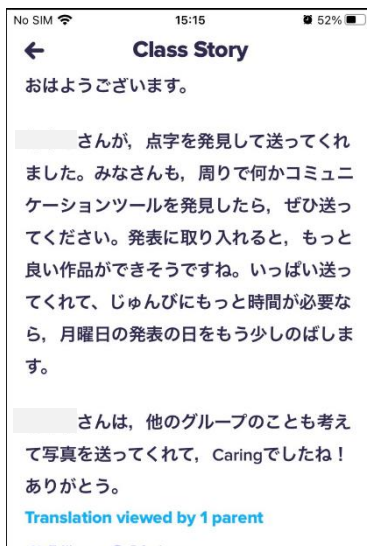 No SIM 15:15 52%
Class Story
おはようございます。
さんが，点字を発見して送ってくれ
ました。みなさんも，周りで何かコミュニ
ケーションツールを発見したら，ぜひ送っ
てください。発表に取り入れると，もっと
良い作品ができそうですね。いっぱい送っ
てくれて、じゅんびにもっと時間が必要な
ら，月曜日の発表の日をもう少しのばしま
す。
さんは，他のグループのことも考え
て写真を送ってくれて，Caringでしたね！
ありがとう。
Translation viewed by 1 parent